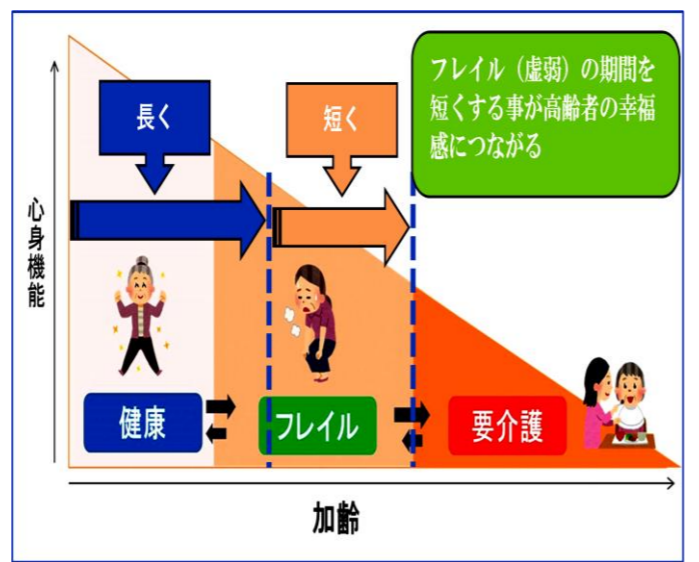 フレイル（虚弱）の期間を
短くする事が高齢者の幸福
感につながる
長く
短く
心身機能
健康
フレイル
要介護
加齢